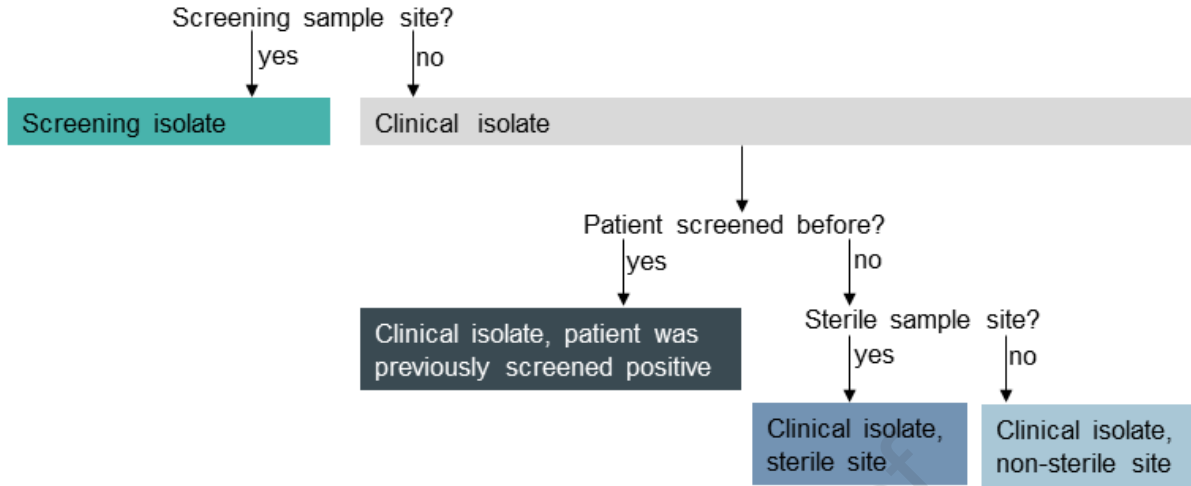 Screening sample site?
yes
no
Screening isolate
Clinical isolate
Patient screened before?
yes
no
Clinical isolate, patient was
previously screened positive
Sterile sample site?
yes
no
Clinical isolate,
sterile site
Clinical isolate,
non-sterile site